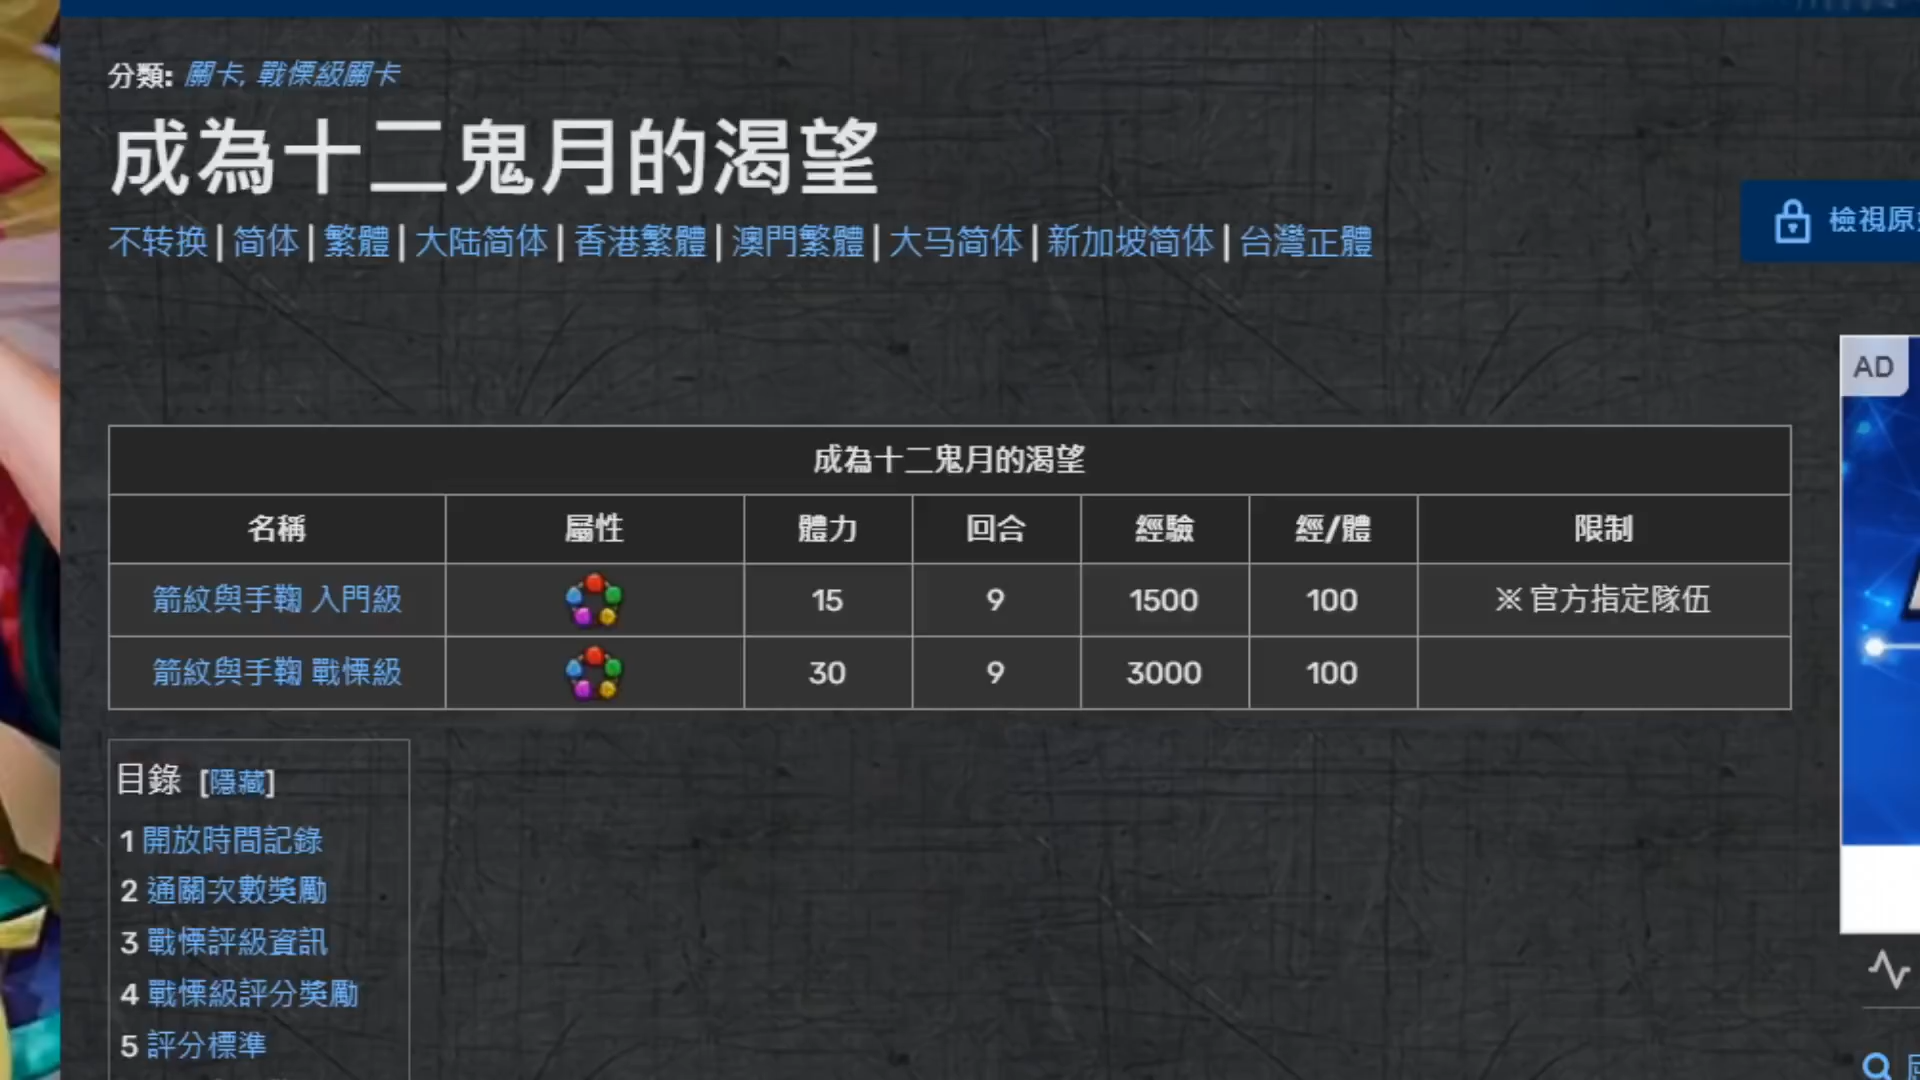 分類: 關卡, 戰慄級關卡
成為十二鬼月的渴望
不转换 | 简体 | 繁體 | 大陆简体 | 香港繁體 | 澳門繁體 | 大马简体 | 新加坡简体 | 台灣正體
檢視原
AD
成為十二鬼月的渴望
名稱 屬性 體力 回合 經驗 經/體 限制
箭紋與手鞠 入門級 15 9 1500 100 ※官方指定隊伍
箭紋與手鞠 戰慄級 30 9 3000 100
目錄 [隱藏]
1 開放時間記錄
2 通關次數獎勵
3 戰慄評級資訊
4 戰慄級評分獎勵
5 評分標準